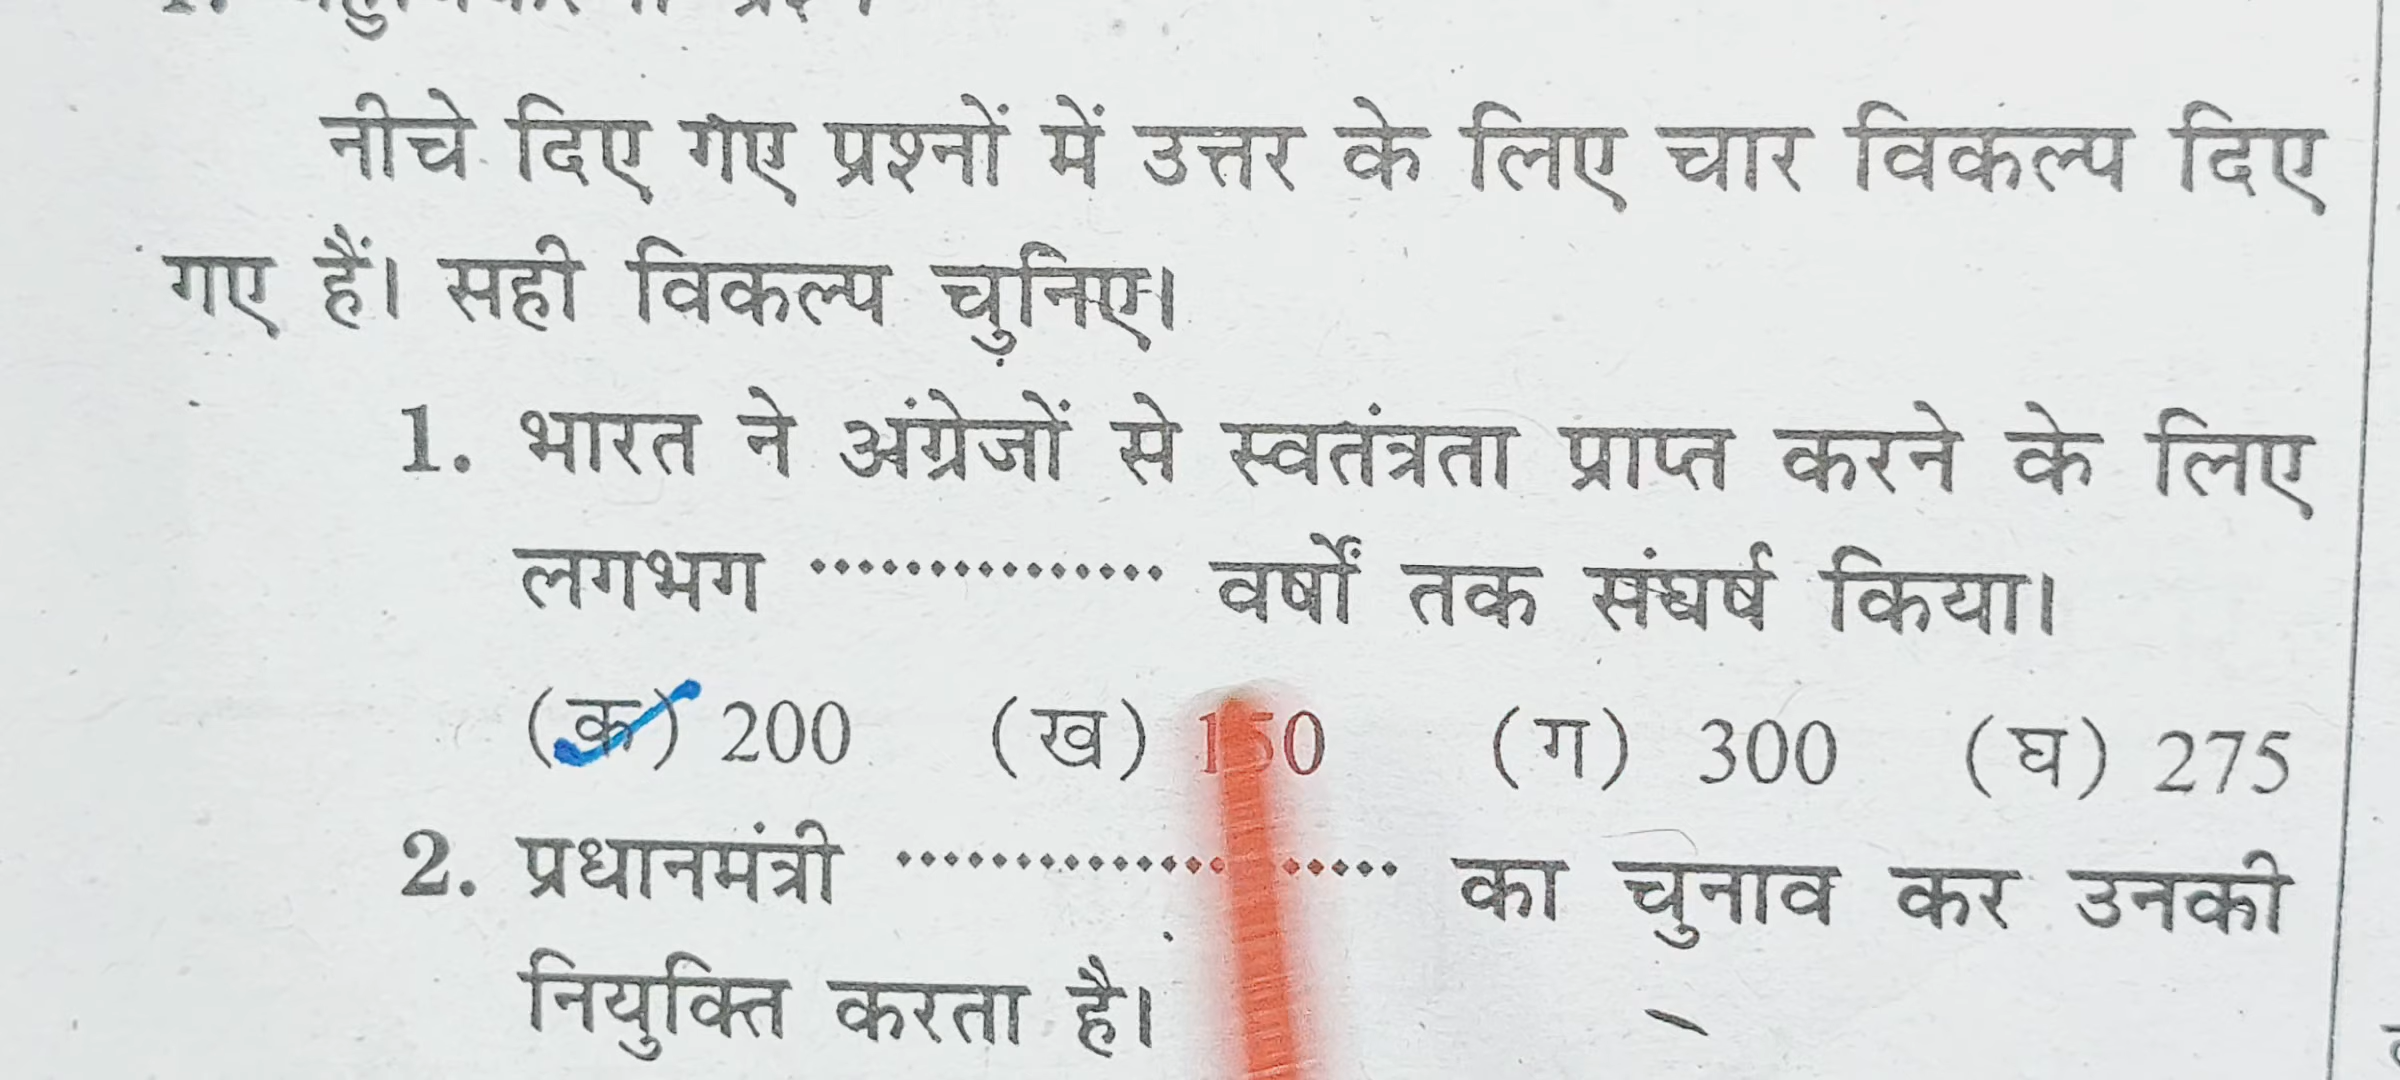 नीचे दिए गए प्रश्नों में उत्तर के लिए चार विकल्प दिए
गए हैं। सही विकल्प चुनिए।
1. भारत ने अंग्रेजों से स्वतंत्रता प्राप्त करने के लिए
लगभग ............... वर्षों तक संघर्ष किया।
(क) 200 (ख) 150 (ग) 300 (घ) 275
2. प्रधानमंत्री ..................... का चुनाव कर उनकी
नियुक्ति करता है।